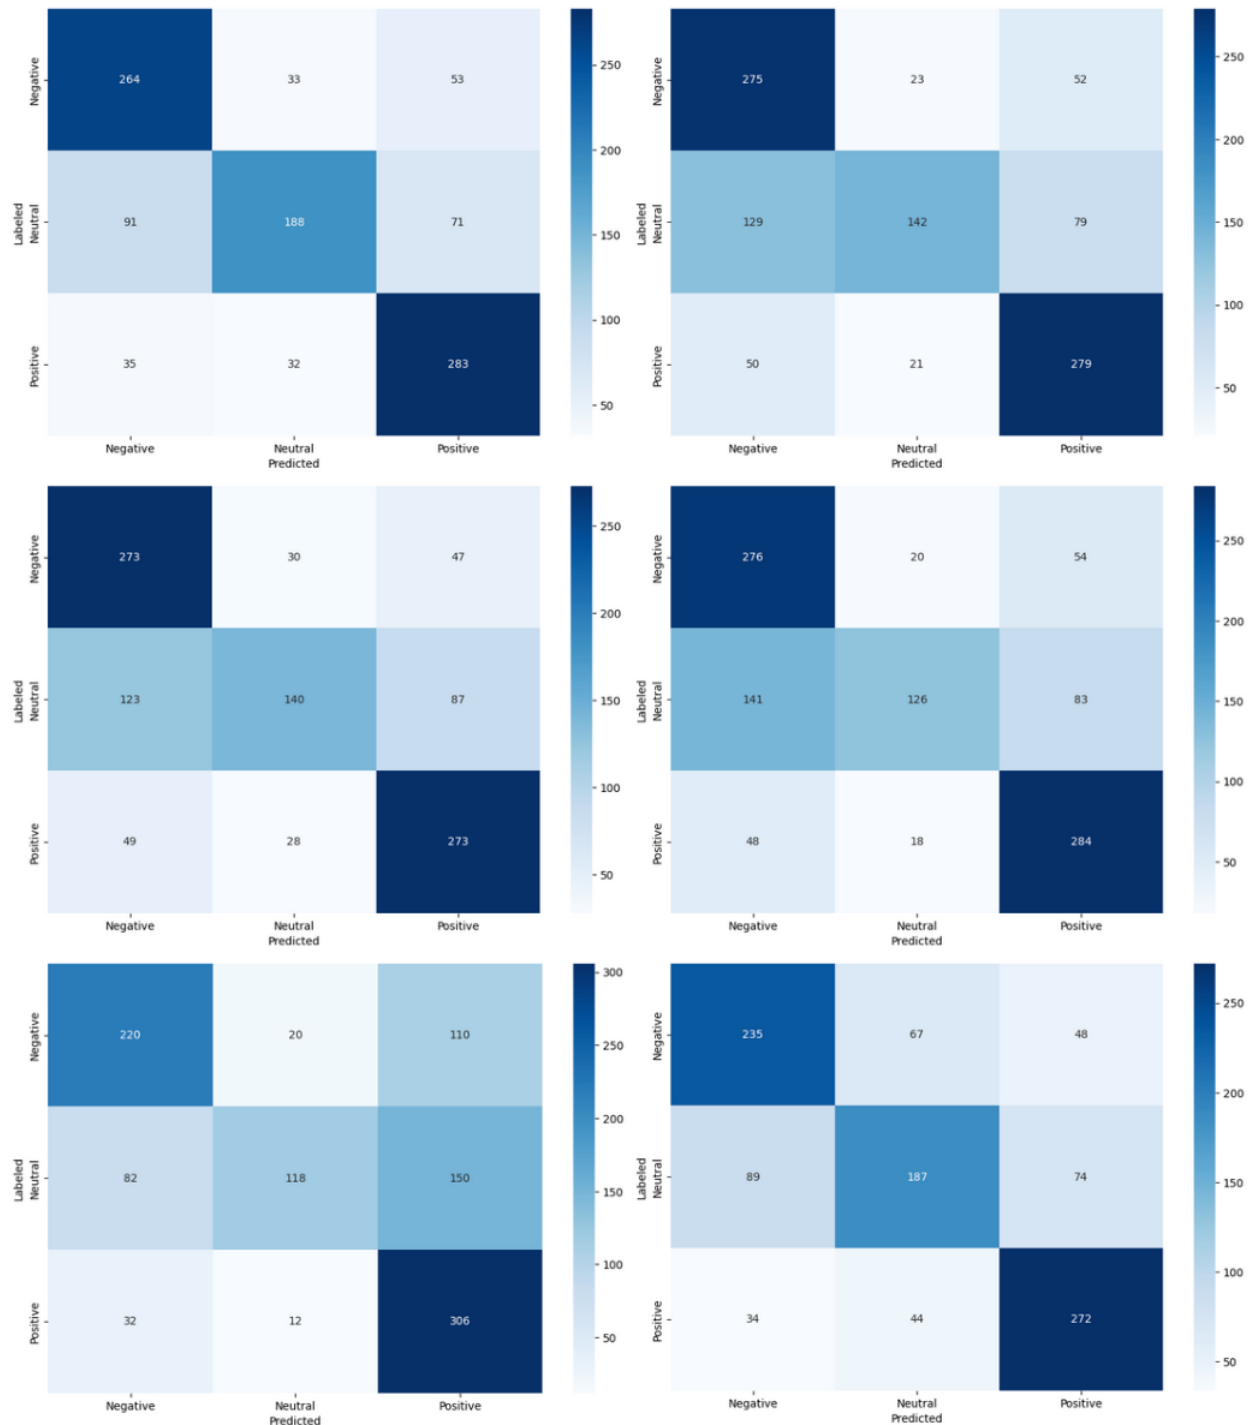 Negative 264 33 53 250
200
Labeled
Neutral 91 188 71 150
100
Positive 35 32 283 50
Negative Neutral Positive
Predicted
Negative 275 23 52 250
200
Labeled
Neutral 129 142 79 150
100
Positive 50 21 279 50
Negative Neutral Positive
Predicted
Negative 273 30 47 250
200
Labeled
Neutral 123 140 87 150
100
Positive 49 28 273 50
Negative Neutral Positive
Predicted
Negative 276 20 54 250
200
Labeled
Neutral 141 126 83 150
100
Positive 48 18 284 50
Negative Neutral Positive
Predicted
300
Negative 220 20 110 250
200
Labeled
Neutral 82 118 150 150
100
Positive 32 12 306 50
Negative Neutral Positive
Predicted
Negative 235 67 48 250
200
Labeled
Neutral 89 187 74 150
100
Positive 34 44 272 50
Negative Neutral Positive
Predicted